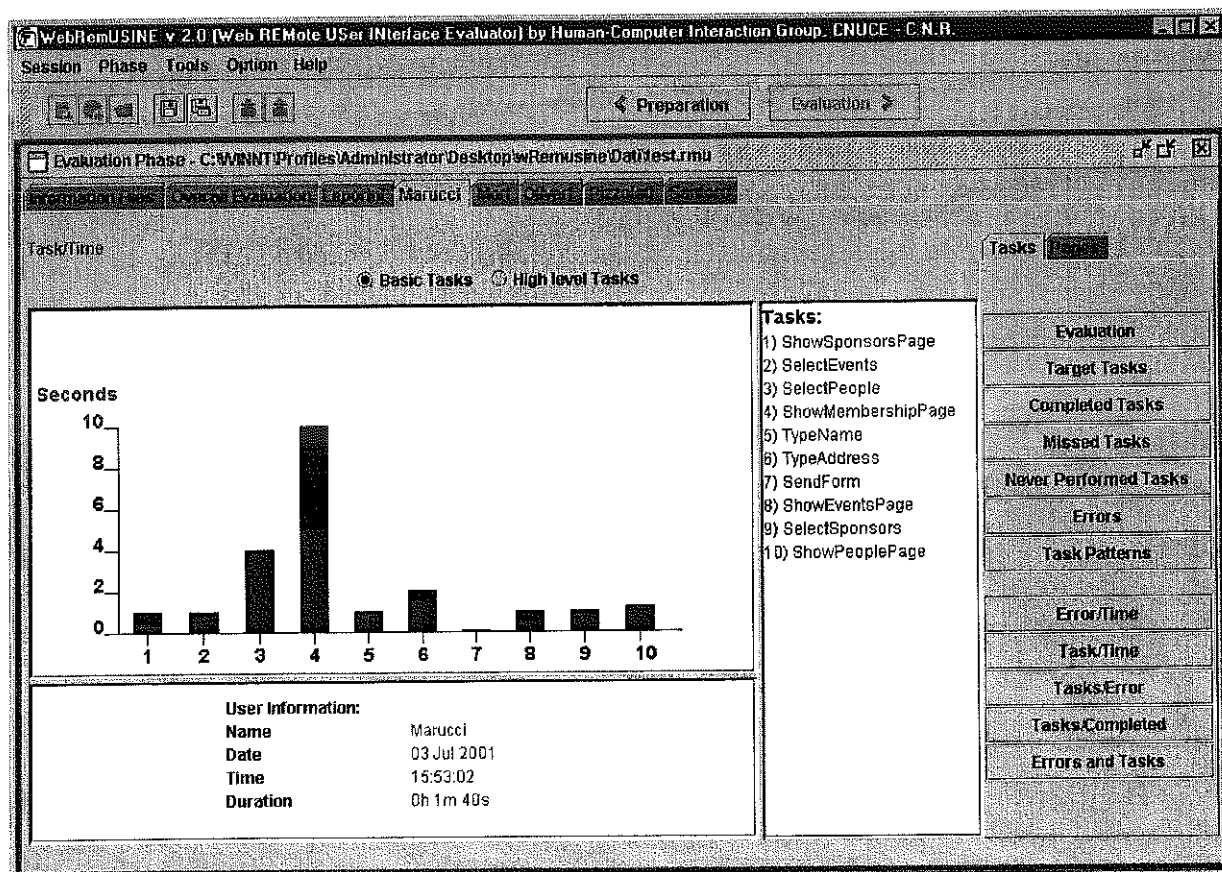 WebRemUSINE v 2.0 (Web REMote USer INterface Evaluator) by Human-Computer Interaction Group. CNUCE - C.N.R.
Session Phase Tools Option Help
Preparation Evaluation
Evaluation Phase - C:\WINNT\Profiles\Administrator\Desktop\wRemusine\Dati\test.rmu
Overall Evaluation Marucci
Task/Time
Tasks Pages
Basic Tasks High level Tasks
Seconds
10
8
6
4
2
0
1 2 3 4 5 6 7 8 9 10
Tasks:
1) ShowSponsorsPage
2) SelectEvents
3) SelectPeople
4) ShowMembershipPage
5) TypeName
6) TypeAddress
7) SendForm
8) ShowEventsPage
9) SelectSponsors
10) ShowPeoplePage
Evaluation
Target Tasks
Completed Tasks
Missed Tasks
Never Performed Tasks
Errors
Task Patterns
Error/Time
Task/Time
Tasks/Error
Tasks/Completed
Errors and Tasks
User Information:
Name Marucci
Date 03 Jul 2001
Time 15:53:02
Duration 0h 1m 40s